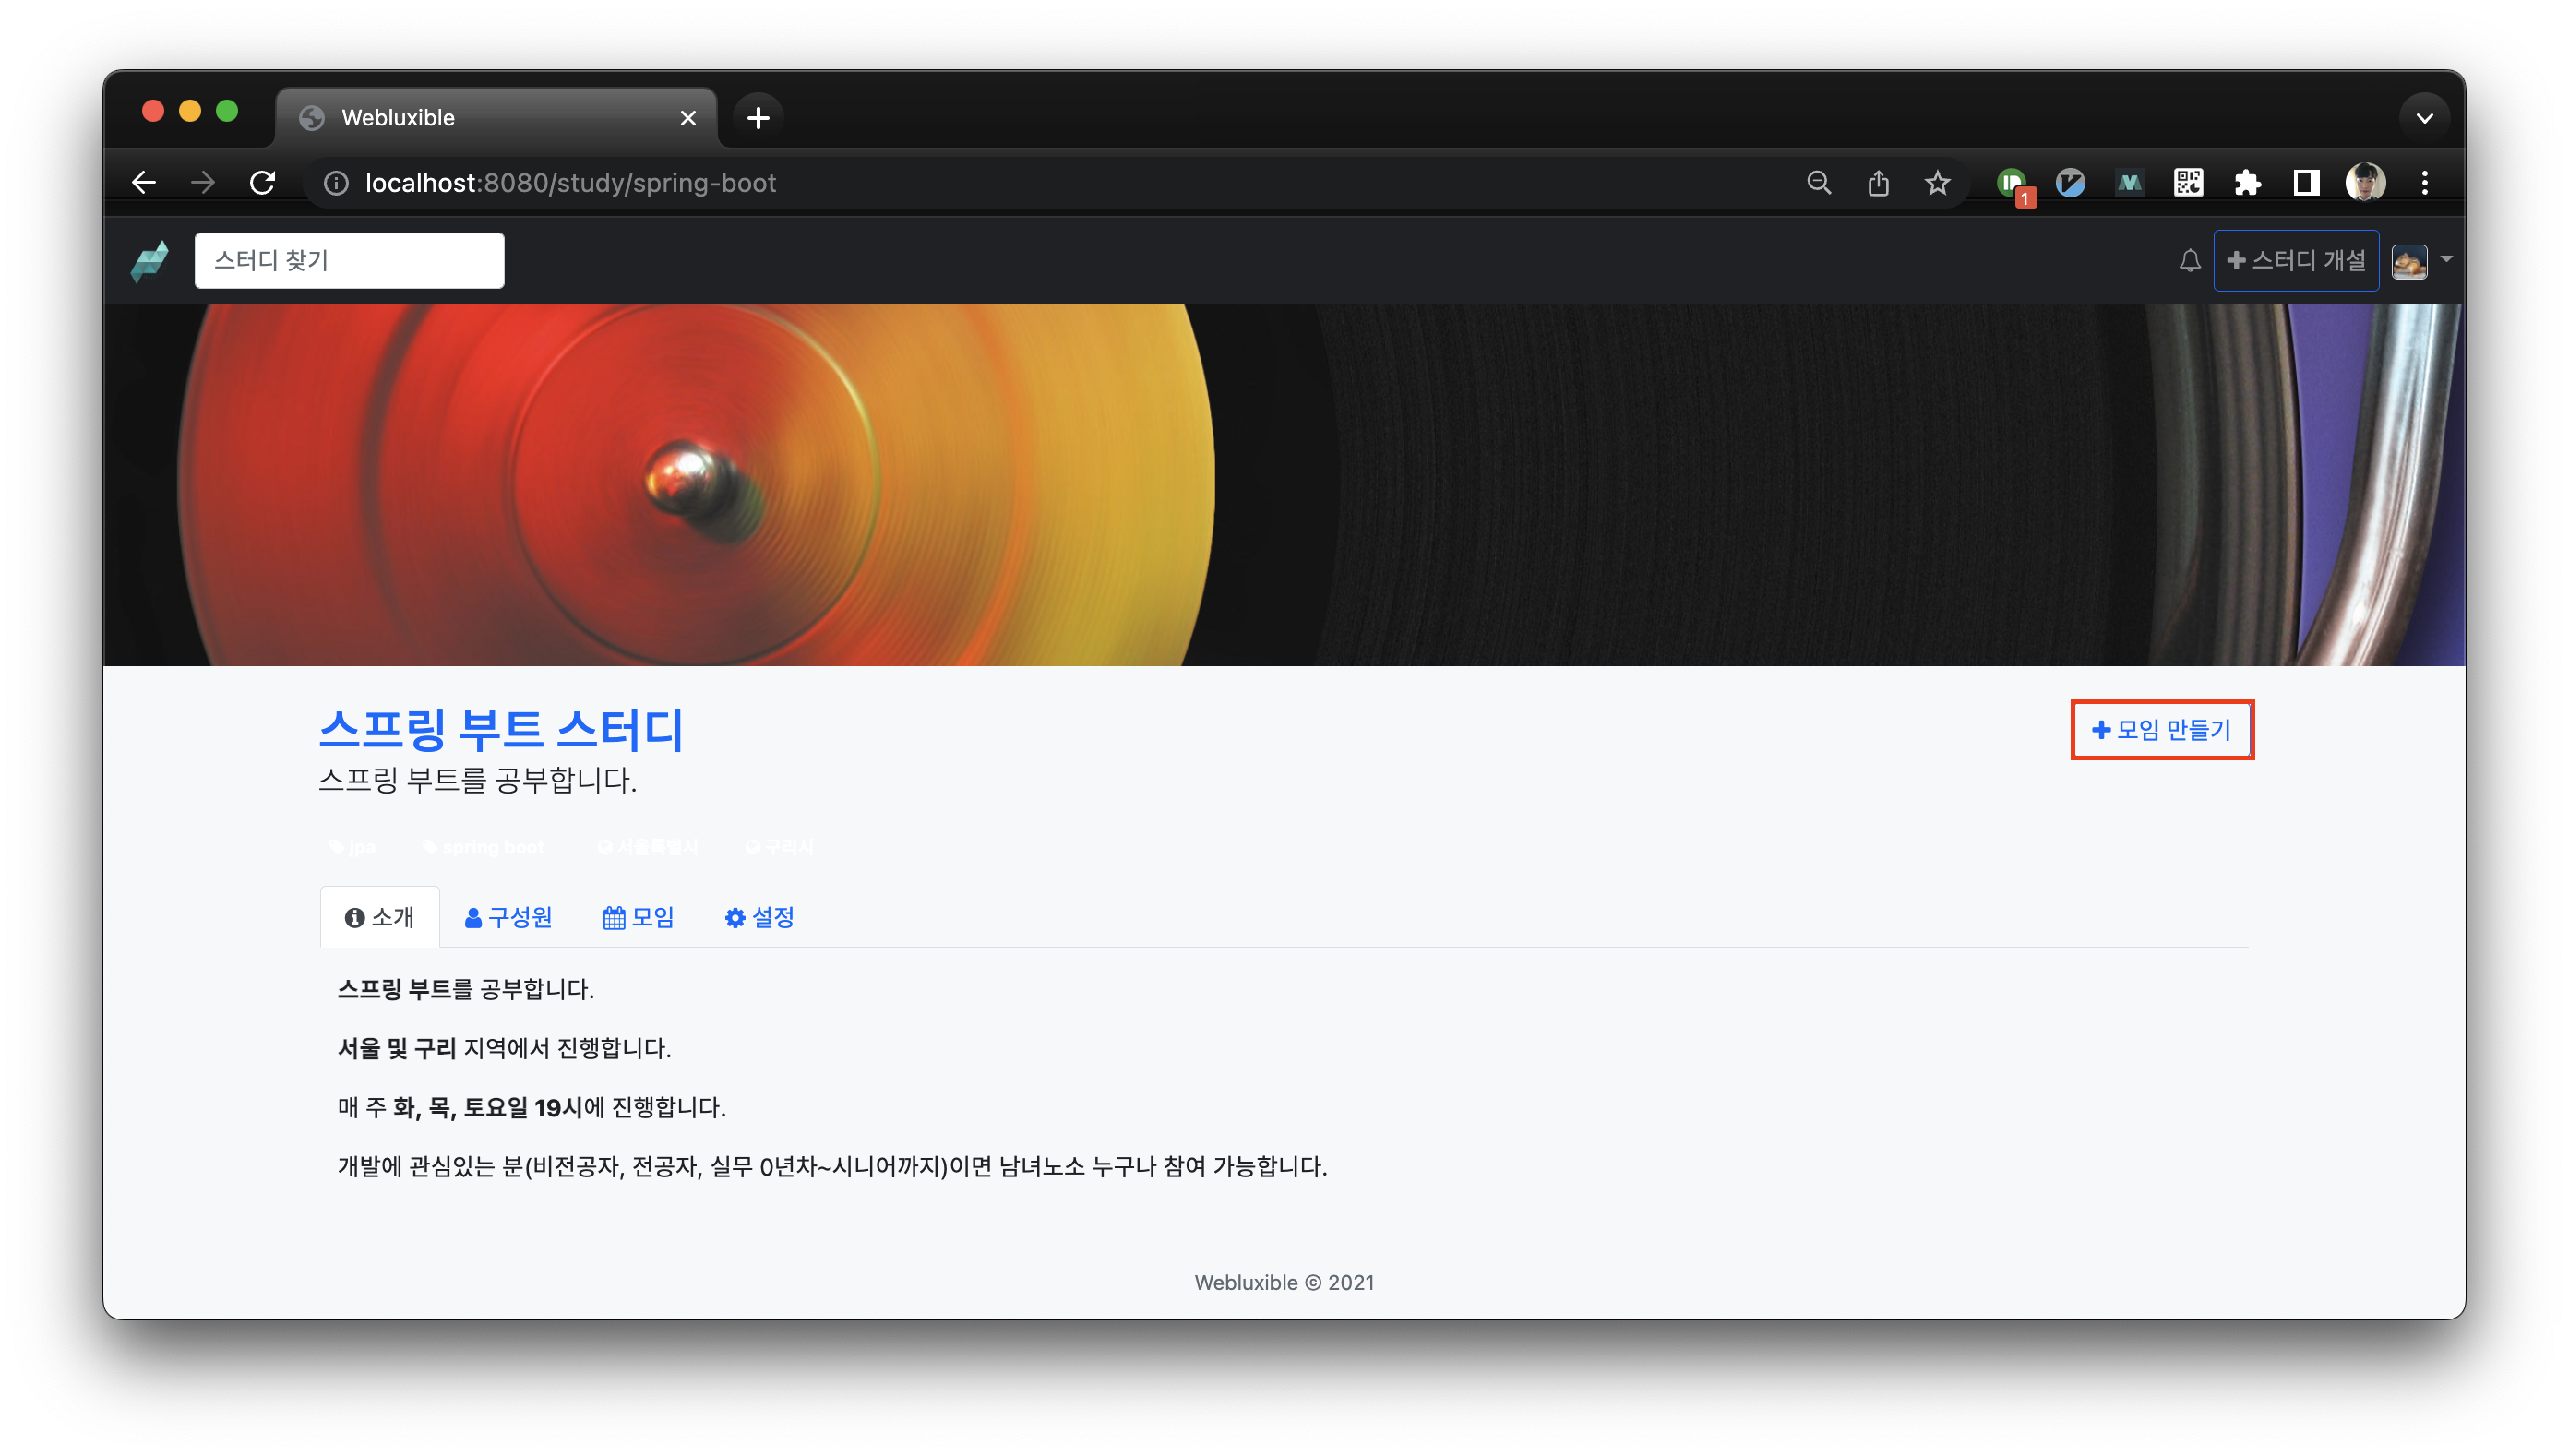 Webluxible
localhost:8080/study/spring-boot
1
스터디 찾기
스터디 개설
스프링 부트 스터디
모임 만들기
스프링 부트를 공부합니다.
jpa spring boot 서울특별시 구리시
소개 구성원 모임 설정
스프링 부트를 공부합니다.
서울 및 구리 지역에서 진행합니다.
매 주 화, 목, 토요일 19시에 진행합니다.
개발에 관심있는 분(비전공자, 전공자, 실무 0년차~시니어까지)이면 남녀노소 누구나 참여 가능합니다.
Webluxible © 2021